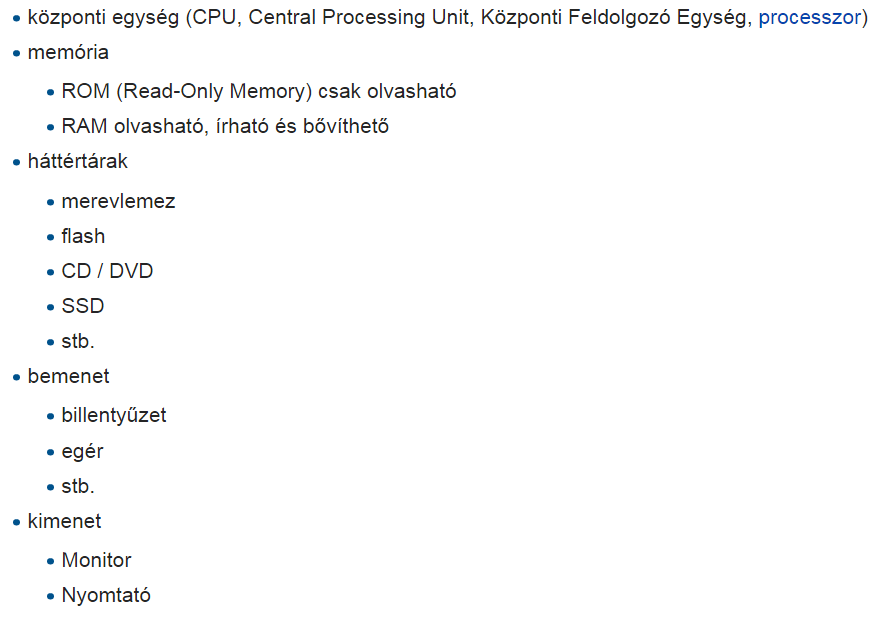 központi egység (CPU, Central Processing Unit, Központi Feldolgozó Egység, processzor)
memória
ROM (Read-Only Memory) csak olvasható
RAM olvasható, írható és bővíthető
háttértárak
merevlemez
flash
CD / DVD
SSD
stb.
bemenet
billentyűzet
egér
stb.
kimenet
Monitor
Nyomtató